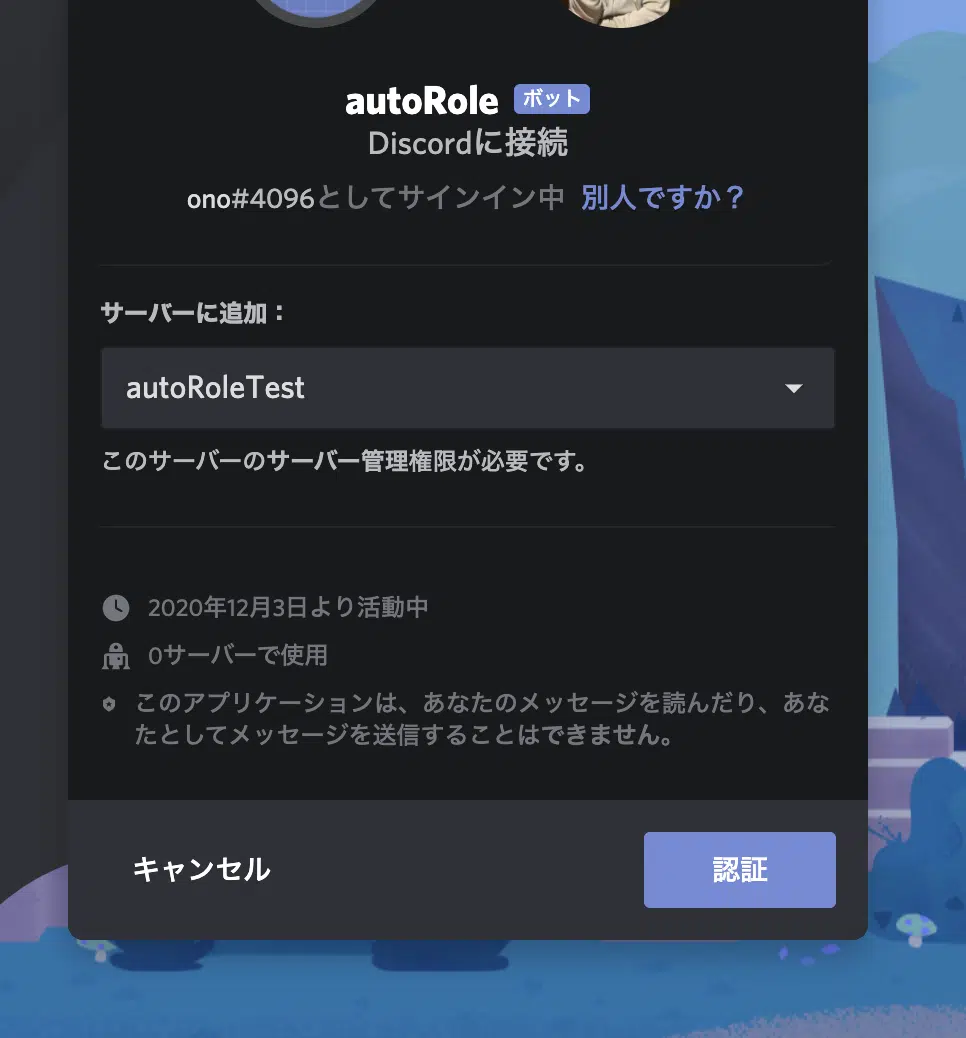 autoRole ボット
Discordに接続
ono#4096としてサインイン中 別人ですか？
サーバーに追加：
autoRoleTest
このサーバーのサーバー管理権限が必要です。
2020年12月3日より活動中
0サーバーで使用
このアプリケーションは、あなたのメッセージを読んだり、あな
たとしてメッセージを送信することはできません。
キャンセル
認証